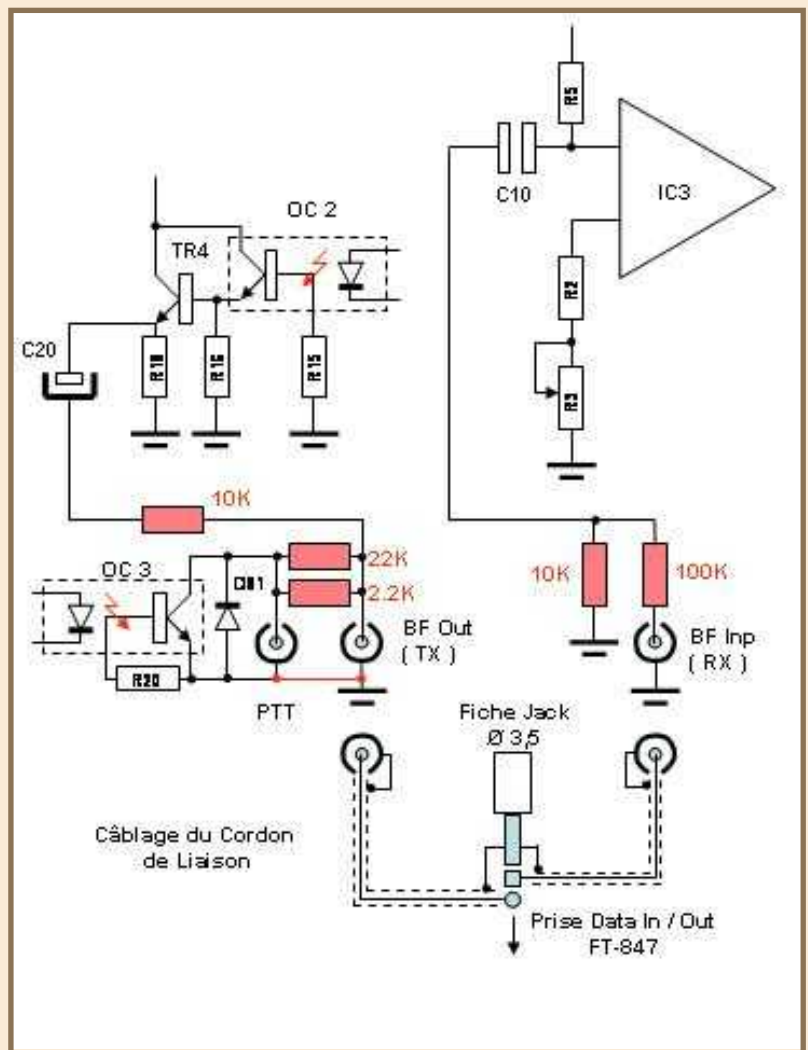 R5
C10
IC3
OC 2
TR4
R2
C20
R18
R16
R15
R3
10K
22K
2.2K
10K
100K
OC 3
R20
BF Out
( TX )
BF Inp
( RX )
PTT
Fiche Jack
Ø 3,5
Câblage du Cordon
de Liaison
Prise Data In / Out
FT-847